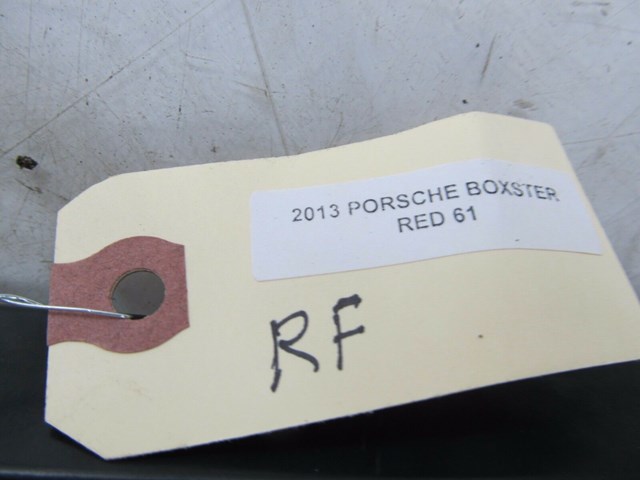 2013 PORSCHE BOXSTER
RED 61
RF